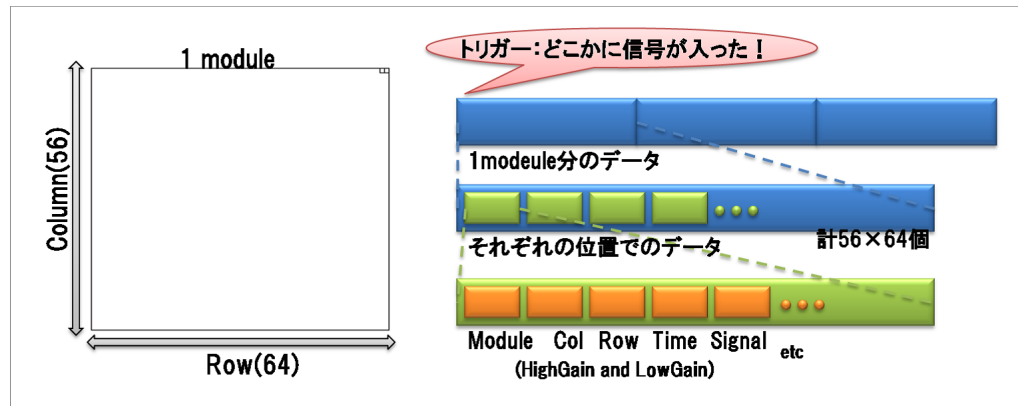 1 module
Column(56)
Row(64)
トリガー:どこかに信号が入った!
1modeule分のデータ
計56×64個
それぞれの位置でのデータ
Module Col Row Time Signal etc
(HighGain and LowGain)